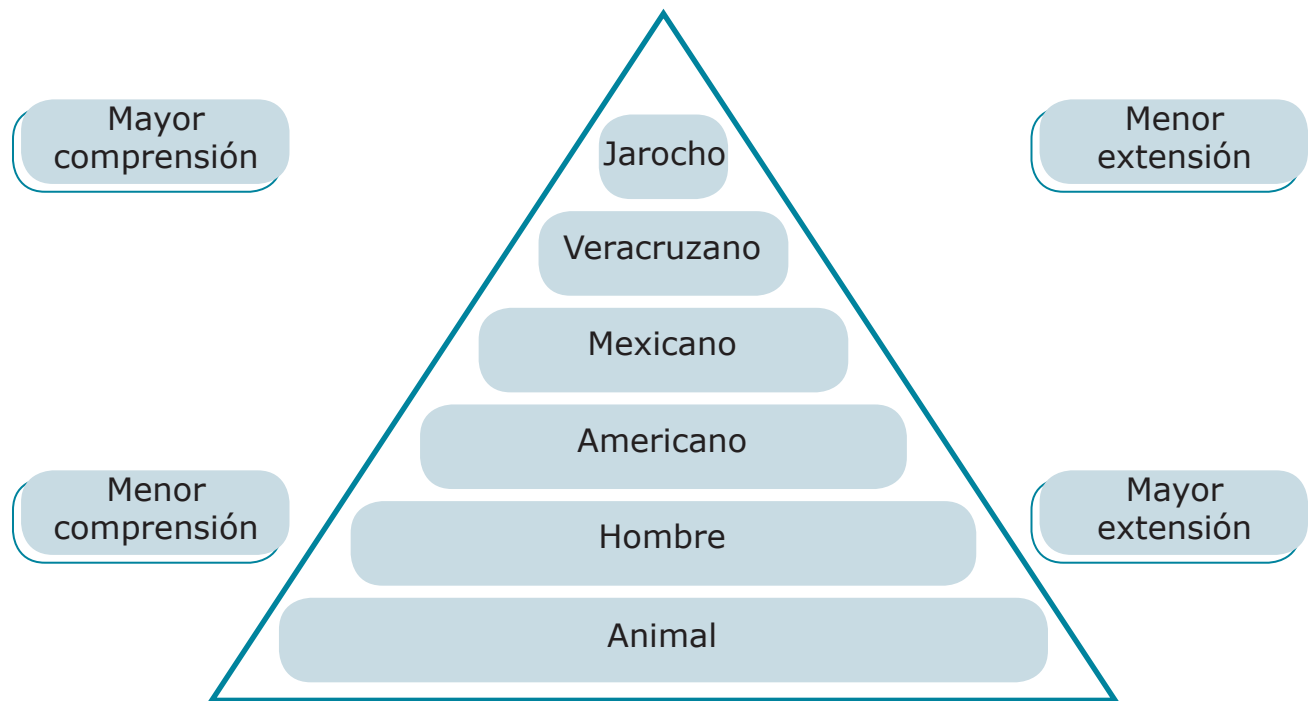 Mayor
comprensión
Menor
extensión
Jarocho
Veracruzano
Mexicano
Americano
Menor
comprensión
Mayor
extensión
Hombre
Animal